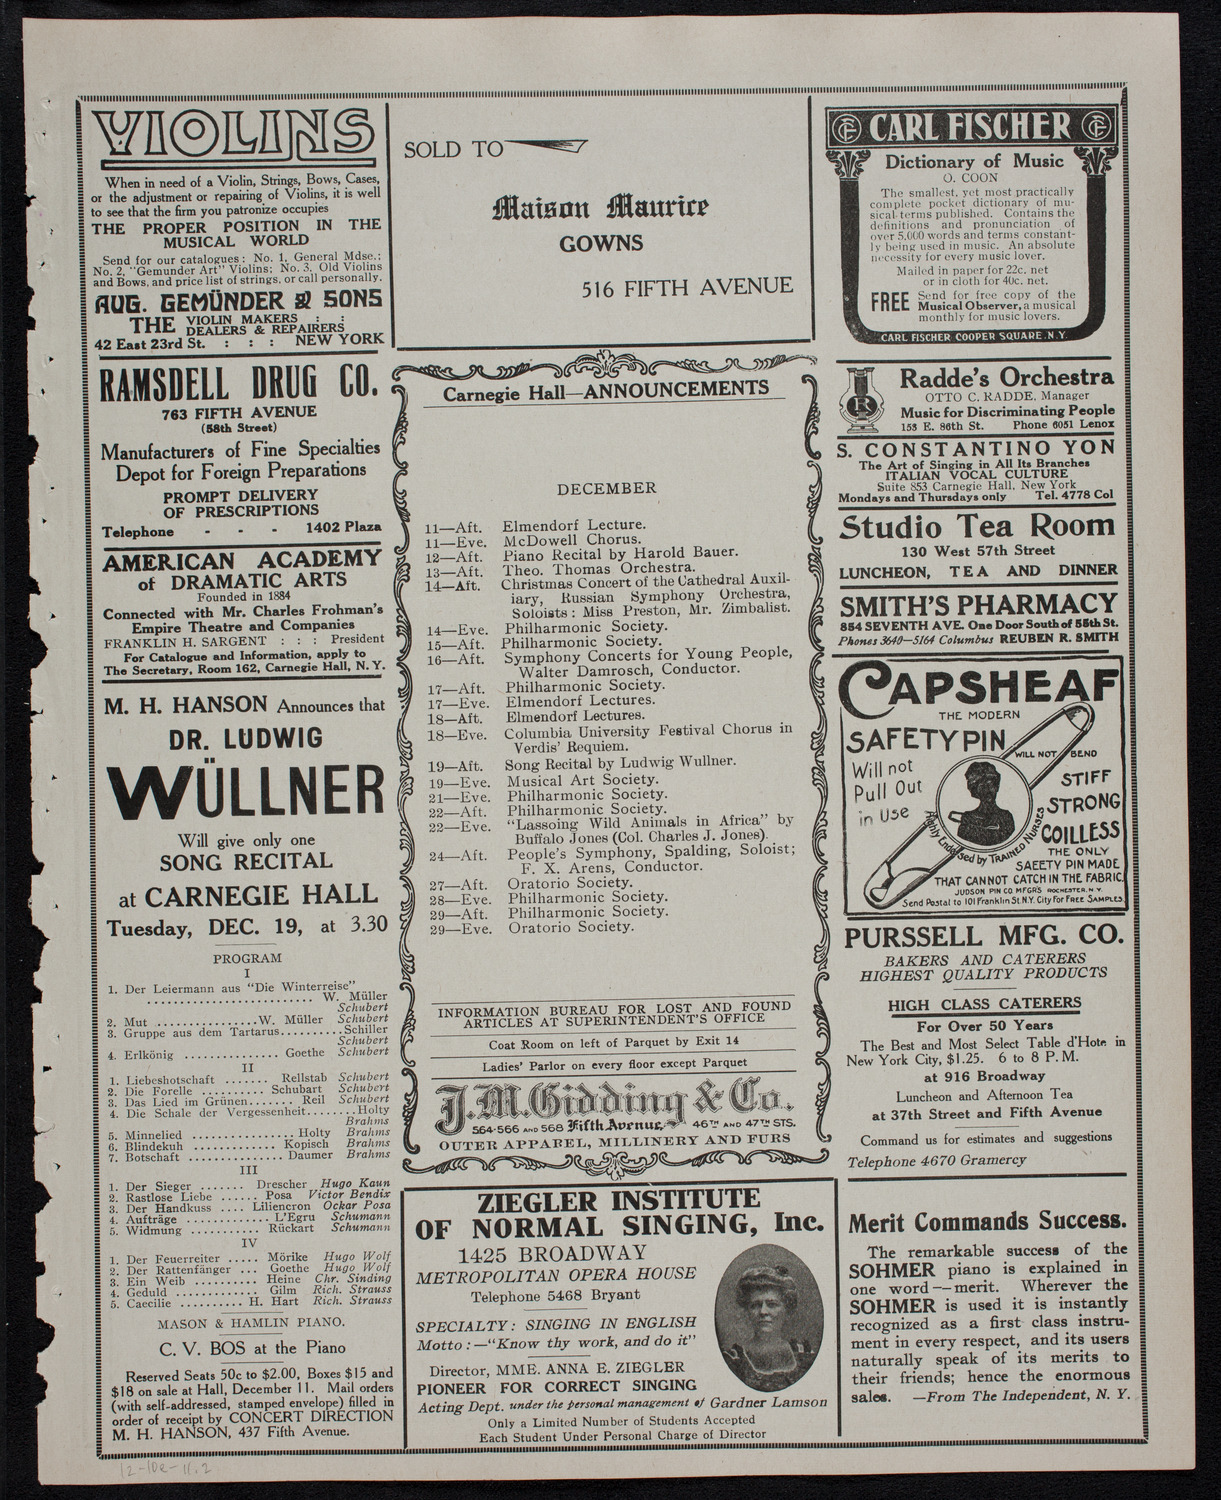 VIOLINS
When in need of a Violin, Strings, Bows, Cases,
or the adjustment or repairing of Violins, it is well
to see that the firm you patronize occupies
THE PROPER POSITION IN THE
MUSICAL WORLD
Send for our catalogues: No. 1, General Mdse.;
No. 2, "Gemunder Art" Violins; No. 3, Old Violins
and Bows, and price list of strings, or call personally.
AUG. GEMÜNDER & SONS
THE VIOLIN MAKERS : :
DEALERS & REPAIRERS
42 East 23rd St. : : : NEW YORK
RAMSDELL DRUG CO.
763 FIFTH AVENUE
(58th Street)
Manufacturers of Fine Specialties
Depot for Foreign Preparations
PROMPT DELIVERY
OF PRESCRIPTIONS
Telephone - - - 1402 Plaza
AMERICAN ACADEMY
of DRAMATIC ARTS
Founded in 1884
Connected with Mr. Charles Frohman's
Empire Theatre and Companies
FRANKLIN H. SARGENT : : : President
For Catalogue and Information, apply to
The Secretary, Room 162, Carnegie Hall, N. Y.
M. H. HANSON Announces that
DR. LUDWIG
WÜLLNER
Will give only one
SONG RECITAL
at CARNEGIE HALL
Tuesday, DEC. 19, at 3.30
PROGRAM
I
1. Der Leiermann aus "Die Winterreise"
........................ W. Müller
Schubert
2. Mut ................W. Müller Schubert
3. Gruppe aus dem Tartarus..........Schiller
Schubert
4. Erlkönig .............. Goethe Schubert
II
1. Liebeshotschaft ....... Rellstab Schubert
2. Die Forelle ........... Schubart Schubert
3. Das Lied im Grünen....... Reil Schubert
4. Die Schale der Vergessenheit........Holty
Brahms
5. Minnelied ...............Holty Brahms
6. Blindekuh ............ Kopisch Brahms
7. Botschaft .............. Daumer Brahms
III
1. Der Sieger ....... Drescher Hugo Kaun
2. Rastlose Liebe ...... Posa Victor Bendix
3. Der Handkuss .... Liliencron Ockar Posa
4. Aufträge ............. L'Egru Schumann
5. Widmung ........... Rückart Schumann
IV
1. Der Feuerreiter ..... Mörike Hugo Wolf
2. Der Rattenfänger ... Goethe Hugo Wolf
3. Ein Weib .......... Heine Chr. Sinding
4. Geduld ............ Gilm Rich. Strauss
5. Caecilie .......... H. Hart Rich. Strauss
MASON & HAMLIN PIANO.
C. V. BOS at the Piano
Reserved Seats 50c to $2.00, Boxes $15 and
$18 on sale at Hall, December 11. Mail orders
(with self-addressed, stamped envelope) filled in
order of receipt by CONCERT DIRECTION
M. H. HANSON, 437 Fifth Avenue.
SOLD TO
Maison Maurice
GOWNS
516 FIFTH AVENUE
Carnegie Hall—ANNOUNCEMENTS
DECEMBER
11—Aft. Elmendorf Lecture.
11—Eve. McDowell Chorus.
12—Aft. Piano Recital by Harold Bauer.
13—Aft. Theo. Thomas Orchestra.
14—Aft. Christmas Concert of the Cathedral Auxil-
iary, Russian Symphony Orchestra,
Soloists: Miss Preston, Mr. Zimbalist.
14—Eve. Philharmonic Society.
15—Aft. Philharmonic Society.
16—Aft. Symphony Concerts for Young People,
Walter Damrosch, Conductor.
17—Aft. Philharmonic Society.
17—Eve. Elmendorf Lectures.
18—Aft. Elmendorf Lectures.
18—Eve. Columbia University Festival Chorus in
Verdis' Requiem.
19—Aft. Song Recital by Ludwig Wullner.
19—Eve. Musical Art Society.
21—Eve. Philharmonic Society.
22—Aft. Philharmonic Society.
22—Eve. "Lassoing Wild Animals in Africa" by
Buffalo Jones (Col. Charles J. Jones).
24—Aft. People's Symphony, Spalding, Soloist;
F. X. Arens, Conductor.
27—Aft. Oratorio Society.
28—Eve. Philharmonic Society.
29—Aft. Philharmonic Society.
29—Eve. Oratorio Society.
INFORMATION BUREAU FOR LOST AND FOUND
ARTICLES AT SUPERINTENDENT'S OFFICE
Coat Room on left of Parquet by Exit 14
Ladies' Parlor on every floor except Parquet
J.M. Gidding & Co.
564-566 AND 568 Fifth Avenue, 46TH AND 47TH STS.
OUTER APPAREL, MILLINERY AND FURS
ZIEGLER INSTITUTE
OF NORMAL SINGING, Inc.
1425 BROADWAY
METROPOLITAN OPERA HOUSE
Telephone 5468 Bryant
SPECIALTY: SINGING IN ENGLISH
Motto:—"Know thy work, and do it"
Director, MME. ANNA E. ZIEGLER
PIONEER FOR CORRECT SINGING
Acting Dept. under the personal management of Gardner Lamson
Only a Limited Number of Students Accepted
Each Student Under Personal Charge of Director
CF CARL FISCHER CF
Dictionary of Music
O. COON
The smallest, yet most practically
complete pocket dictionary of mu-
sical terms published. Contains the
definitions and pronunciation of
over 5,000 words and terms constant-
ly being used in music. An absolute
necessity for every music lover.
Mailed in paper for 22c. net
or in cloth for 40c. net.
FREE Send for free copy of the
Musical Observer, a musical
monthly for music lovers.
CARL FISCHER COOPER SQUARE N.Y.
R
Radde's Orchestra
OTTO C. RADDE, Manager
Music for Discriminating People
153 E. 86th St. Phone 6051 Lenox
S. CONSTANTINO YON
The Art of Singing in All Its Branches
ITALIAN VOCAL CULTURE
Suite 853 Carnegie Hall, New York
Mondays and Thursdays only Tel. 4778 Col
Studio Tea Room
130 West 57th Street
LUNCHEON, TEA AND DINNER
SMITH'S PHARMACY
854 SEVENTH AVE. One Door South of 55th St.
Phones 3640—5164 Columbus REUBEN R. SMITH
CAPSHEAF
THE MODERN
SAFETY PIN
WILL NOT BEND
Will not
Pull Out
in Use
STIFF
STRONG
COILLESS
Highly Endorsed by TRAINED NURSES
THE ONLY
SAFETY PIN MADE
THAT CANNOT CATCH IN THE FABRIC.
JUDSON PIN CO MFGRS ROCHESTER, N.Y.
Send Postal to 101 Franklin St. N.Y. City For FREE SAMPLES.
PURSSELL MFG. CO.
BAKERS AND CATERERS
HIGHEST QUALITY PRODUCTS
HIGH CLASS CATERERS
For Over 50 Years
The Best and Most Select Table d'Hote in
New York City, $1.25. 6 to 8 P. M.
at 916 Broadway
Luncheon and Afternoon Tea
at 37th Street and Fifth Avenue
Command us for estimates and suggestions
Telephone 4670 Gramercy
Merit Commands Success.
The remarkable success of the
SOHMER piano is explained in
one word—merit. Wherever the
SOHMER is used it is instantly
recognized as a first class instru-
ment in every respect, and its users
naturally speak of its merits to
their friends; hence the enormous
sales. —From The Independent, N. Y.
12-10e-11.2